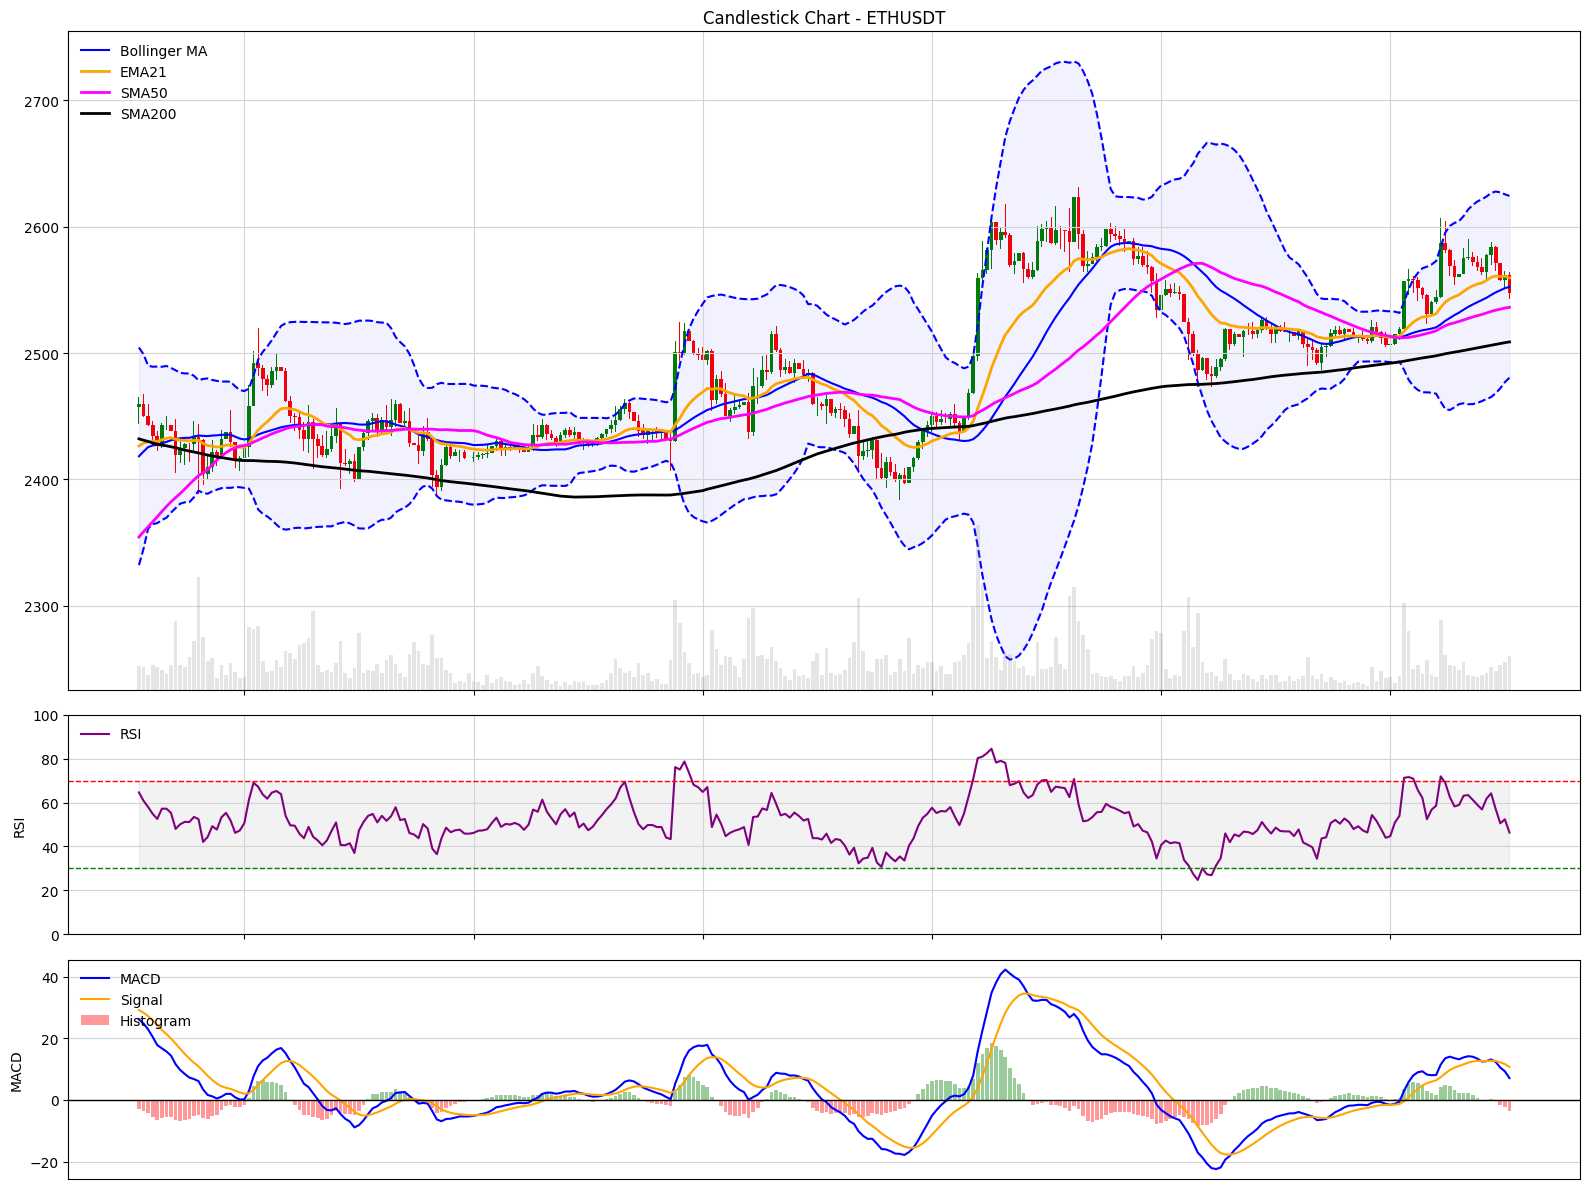 Candlestick Chart - ETHUSDT
Bollinger MA
EMA21
SMA50
SMA200
2700
2600
2500
2400
2300
100
80
60
40
20
0
RSI
RSI
40
20
0
−20
MACD
MACD
Signal
Histogram